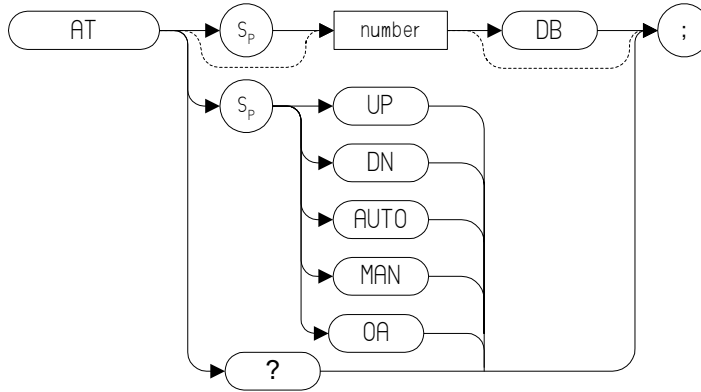 AT SP number DB ;
SP UP
DN
AUTO
MAN
OA
?